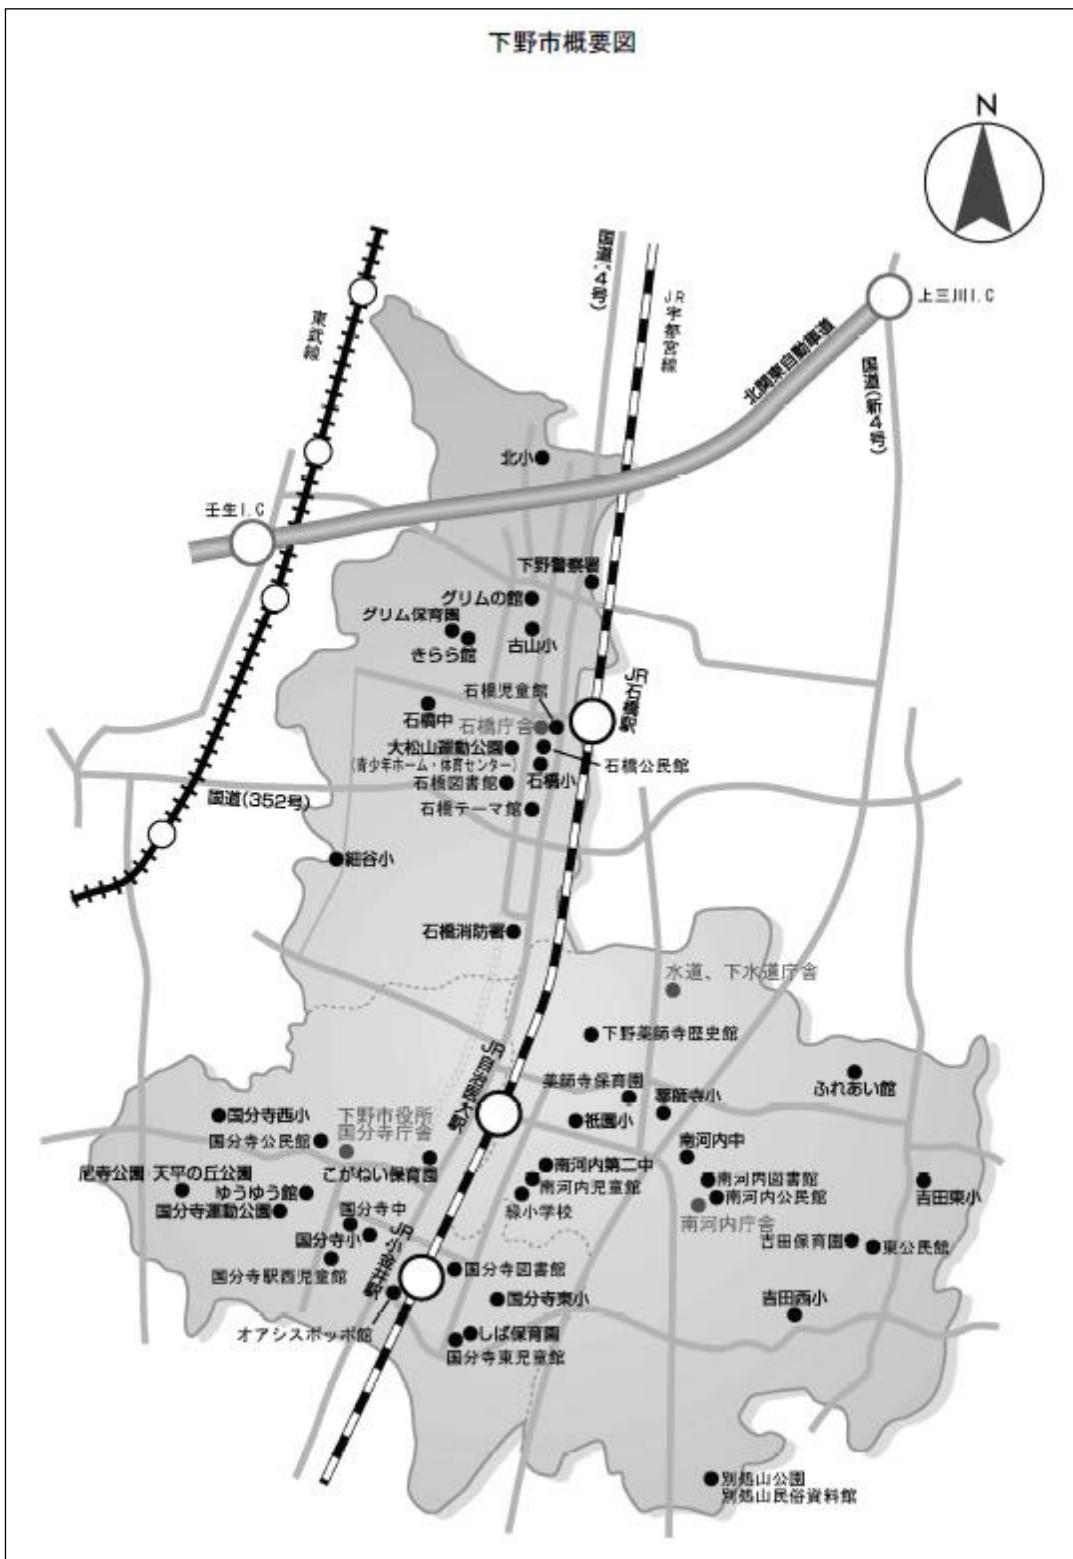 下野市概要図
N
国道(4号)
JR宇都宮線
上三川I.C
東武線
北関東自動車道
国道(新4号)
北小
壬生I.C
下野警察署
グリムの館
グリム保育園
きらら館
古山小
JR石橋駅
石橋児童館
石橋中
石橋庁舎
大松山運動公園
(青少年ホーム・体育センター)
石橋公民館
石橋小
石橋図書館
国道(352号)
石橋テーマ館
細谷小
石橋消防署
水道、下水道庁舎
下野薬師寺歴史館
JR自治医大駅
薬師寺保育園
薬師寺小
ふれあい館
国分寺西小
下野市役所
国分寺庁舎
祇園小
国分寺公民館
こがねい保育園
南河内中
尼寺公園・天平の丘公園
南河内第二中
南河内児童館
南河内図書館
ゆうゆう館
吉田東小
国分寺運動公園
緑小学校
南河内公民館
南河内庁舎
国分寺中
国分寺小
JR小金井駅
吉田保育園
東公民館
国分寺駅西児童館
国分寺図書館
国分寺東小
吉田西小
オアシスポッポ館
しば保育園
国分寺東児童館
別処山公園
別処山民俗資料館